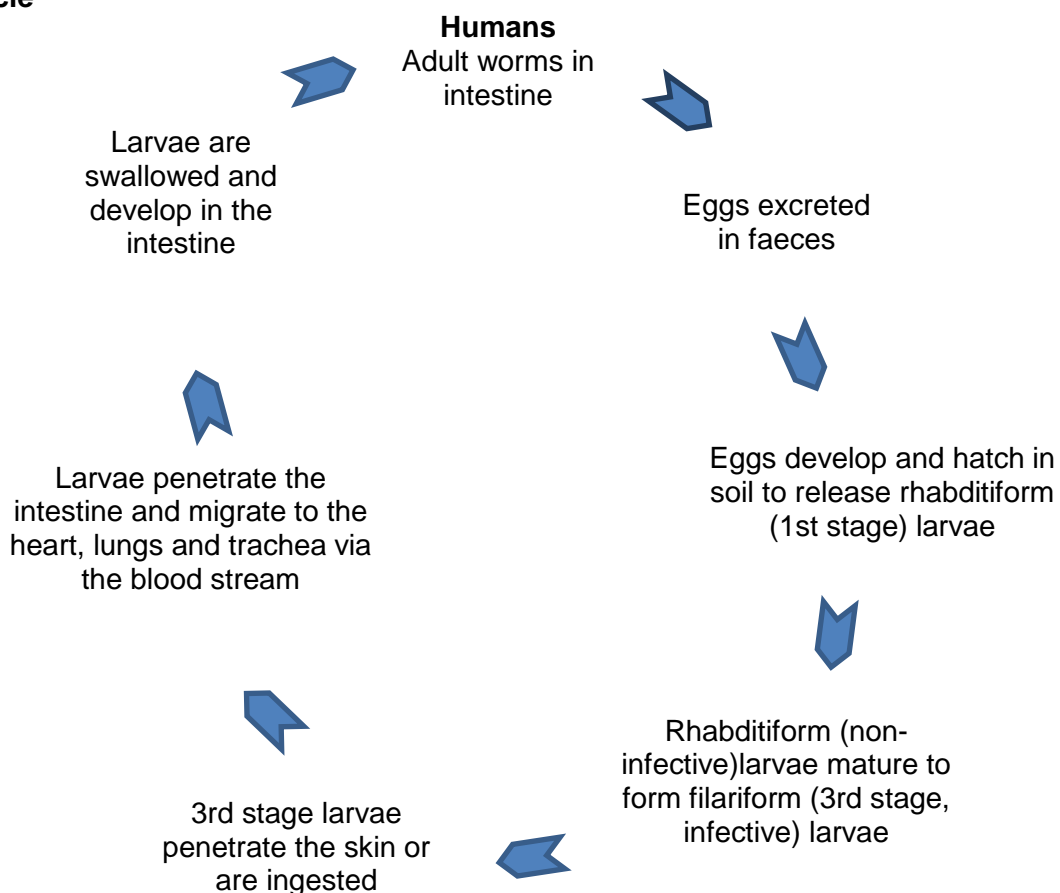 Humans
Adult worms in
intestine
Eggs excreted
in faeces
Eggs develop and hatch in
soil to release rhabditiform
(1st stage) larvae
Rhabditiform (non-
infective)larvae mature to
form filariform (3rd stage,
infective) larvae
3rd stage larvae
penetrate the skin or
are ingested
Larvae penetrate the
intestine and migrate to the
heart, lungs and trachea via
the blood stream
Larvae are
swallowed and
develop in the
intestine